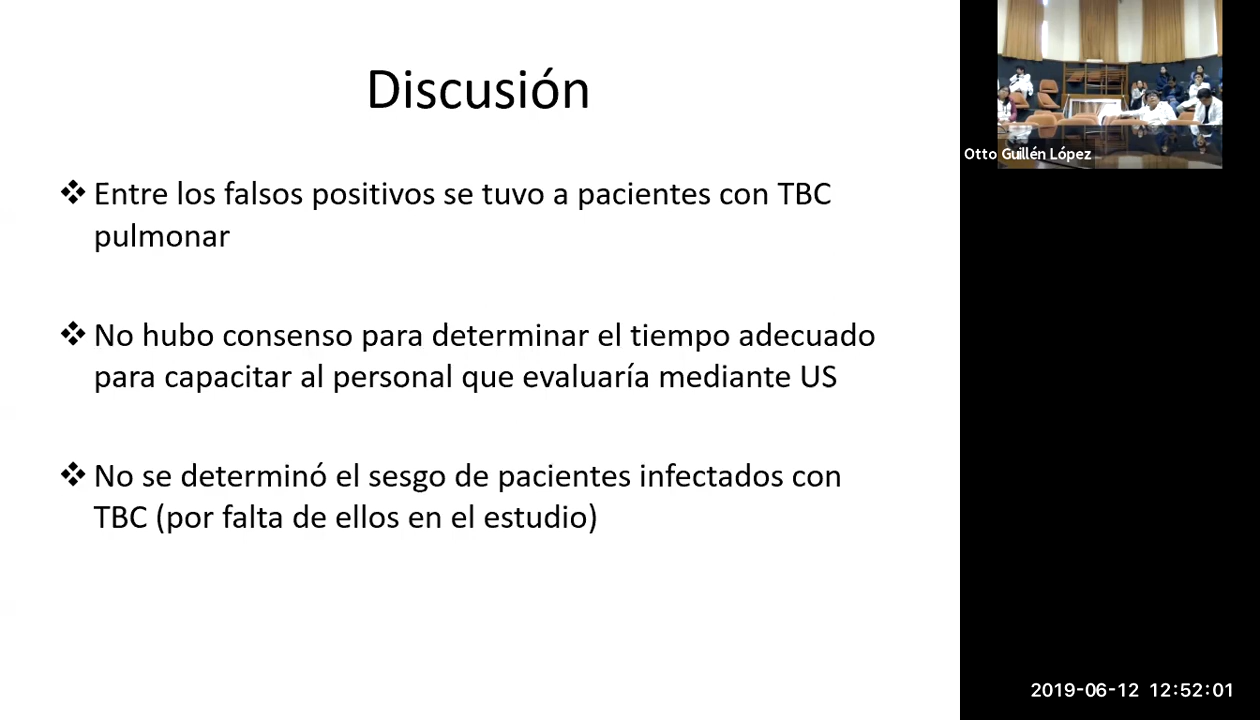 Discusión
Entre los falsos positivos se tuvo a pacientes con TBC
pulmonar
No hubo consenso para determinar el tiempo adecuado
para capacitar al personal que evaluaría mediante US
No se determinó el sesgo de pacientes infectados con
TBC (por falta de ellos en el estudio)
Otto Guillén López
2019-06-12 12:52:01